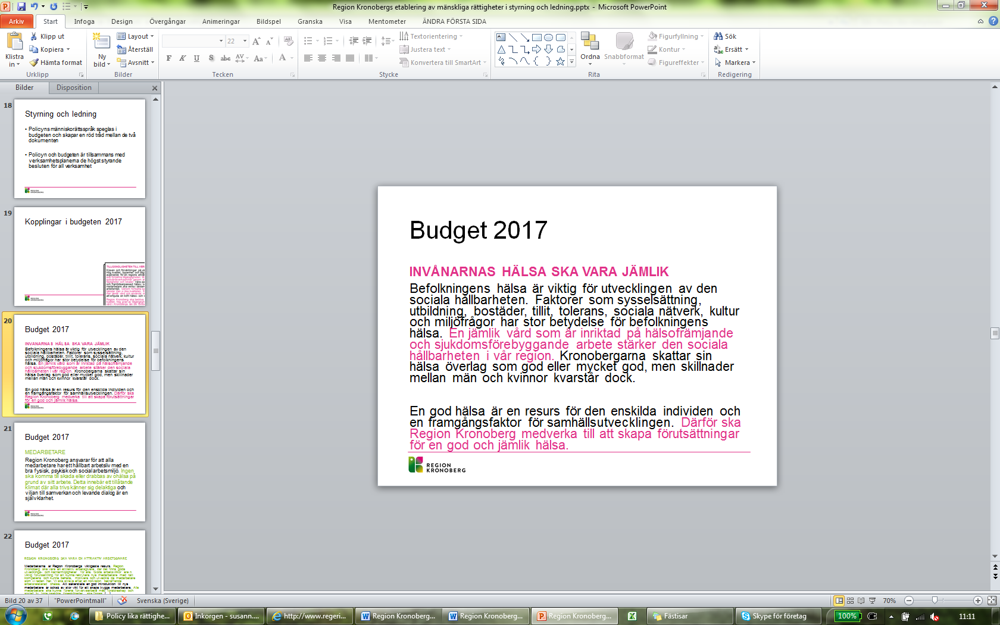 Region Kronobergs etablering av mänskliga rättigheter i styrning och ledning.pptx - Microsoft PowerPoint
Arkiv Start Infoga Design Övergångar Animeringar Bildspel Granska Visa Mentometer ÄNDRA FÖRSTA SIDA
Klistra in
Klipp ut
Kopiera
Hämta format
Urklipp
Ny bild
Layout
Återställ
Avsnitt
Bilder
22
F K U S abc AV Aa A
Tecken
Textorientering
Justera text
Konvertera till SmartArt
Stycke
Ordna
Snabbformat
Figurfyllning
Kontur
Figureffekter
Rita
Sök
Ersätt
Markera
Redigering
Bilder Disposition
18
Styrning och ledning
• Policyns människorättsspråk speglas i
budgeten och skapar en röd tråd mellan de två
dokumenten
• Policyn och budgeten är tillsammans med
verksamhetsplanerna de högst styrande
besluten för all verksamhet
REGION
KRONOBERG
19
Kopplingar i budgeten 2017
REGION
KRONOBERG
20
Budget 2017
INVÅNARNAS HÄLSA SKA VARA JÄMLIK
Befolkningens hälsa är viktig för utvecklingen av den
sociala hållbarheten. Faktorer som sysselsättning,
utbildning, bostäder, tillit, tolerans, sociala nätverk, kultur
och miljöfrågor har stor betydelse för befolkningens
hälsa. En jämlik vård som är inriktad på hälsofrämjande
och sjukdomsförebyggande arbete stärker den sociala
hållbarheten i vår region. Kronobergarna skattar sin
hälsa överlag som god eller mycket god, men skillnader
mellan män och kvinnor kvarstår dock.
En god hälsa är en resurs för den enskilda individen och
en framgångsfaktor för samhällsutvecklingen. Därför ska
Region Kronoberg medverka till att skapa förutsättningar
för en god och jämlik hälsa.
REGION
KRONOBERG
21
Budget 2017
MEDARBETARE
Region Kronoberg ansvarar för att alla
medarbetare har ett hållbart arbetsliv med en
bra fysisk, psykisk och social arbetsmiljö. Ingen
ska komma till skada eller drabbas av ohälsa på
grund av sitt arbete. Detta innebär ett tillåtande
klimat där alla trivs känner sig delaktiga och
viljan till samverkan och levande dialog är en
självklarhet.
REGION
KRONOBERG
22
Budget 2017
REGION KRONOBERG SKA VARA EN ATTRAKTIV ARBETSGIVARE
Medarbetarna är Region Kronobergs viktigaste resurs. Region
Budget 2017
INVÅNARNAS HÄLSA SKA VARA JÄMLIK
Befolkningens hälsa är viktig för utvecklingen av den
sociala hållbarheten. Faktorer som sysselsättning,
utbildning, bostäder, tillit, tolerans, sociala nätverk, kultur
och miljöfrågor har stor betydelse för befolkningens
hälsa. En jämlik vård som är inriktad på hälsofrämjande
och sjukdomsförebyggande arbete stärker den sociala
hållbarheten i vår region. Kronobergarna skattar sin
hälsa överlag som god eller mycket god, men skillnader
mellan män och kvinnor kvarstår dock.
En god hälsa är en resurs för den enskilda individen och
en framgångsfaktor för samhällsutvecklingen. Därför ska
Region Kronoberg medverka till att skapa förutsättningar
för en god och jämlik hälsa.
REGION
KRONOBERG
Bild 20 av 37 "PowerPointmall" Svenska (Sverige) 70%
Policy lika rättighe... Inkorgen - susann.... http://www.regeri... Region Kronoberg... Region Kronoberg... Region Kronoberg... Fästisar Skype för företag 100% 11:11